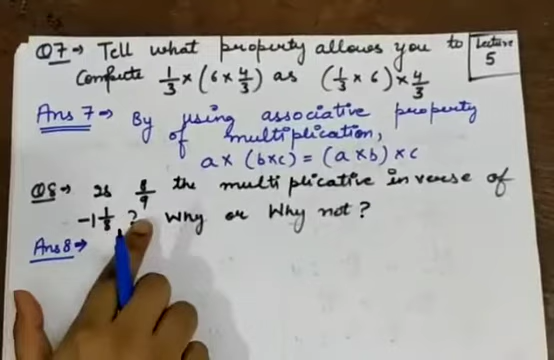 Q7⇒ Tell what property allows you to
Compute 1/3 × (6 × 4/3) as (1/3 × 6) × 4/3
Lecture
5
Ans 7⇒ By using associative property
of multiplication,
a × (b×c) = (a×b) × c
Q8⇒ Is 8/9 the multiplicative inverse of
-1 1/8 ? Why or Why not?
Ans 8⇒